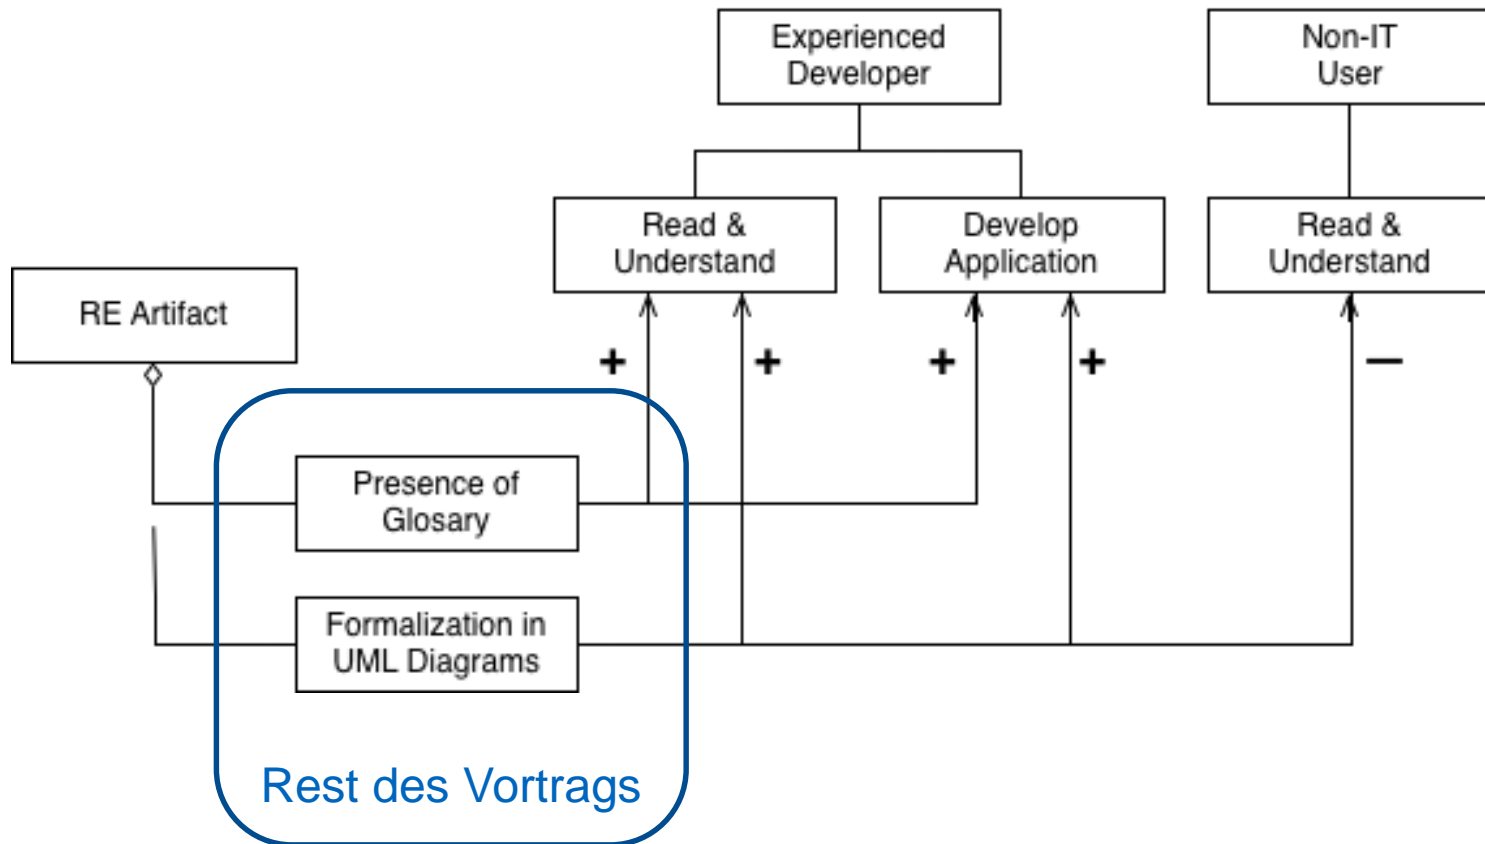 Experienced
Developer
Non-IT
User
Read &
Understand
Develop
Application
Read &
Understand
RE Artifact
+
+
+
+
–
Presence of
Glosary
Formalization in
UML Diagrams
Rest des Vortrags